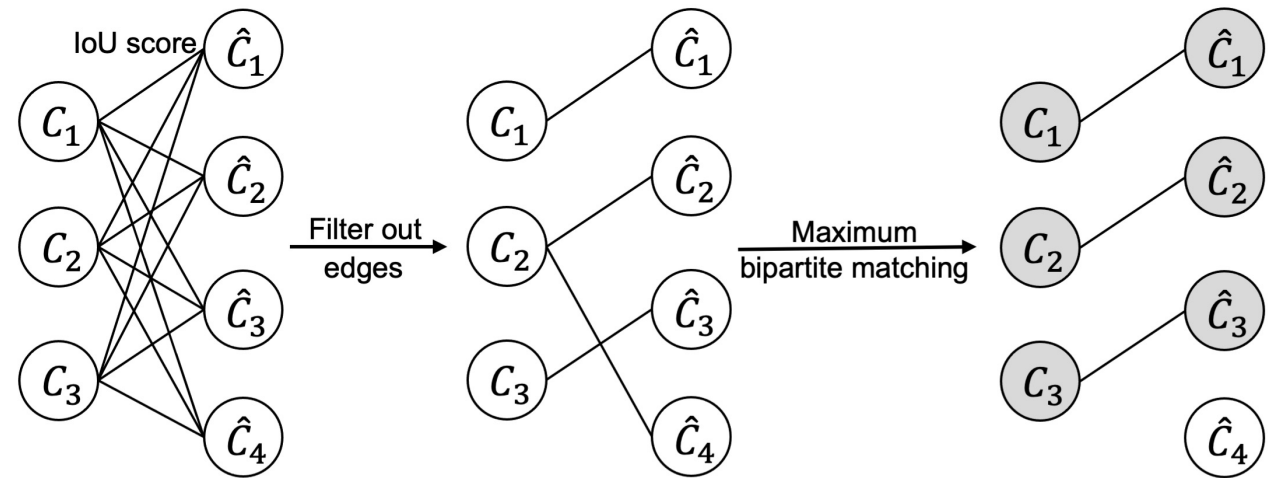 IoU score
C₁
C₂
C₃
Ĉ₁
Ĉ₂
Ĉ₃
Ĉ₄
Filter out
edges
C₁
C₂
C₃
Ĉ₁
Ĉ₂
Ĉ₃
Ĉ₄
Maximum
bipartite matching
C₁
C₂
C₃
Ĉ₁
Ĉ₂
Ĉ₃
Ĉ₄